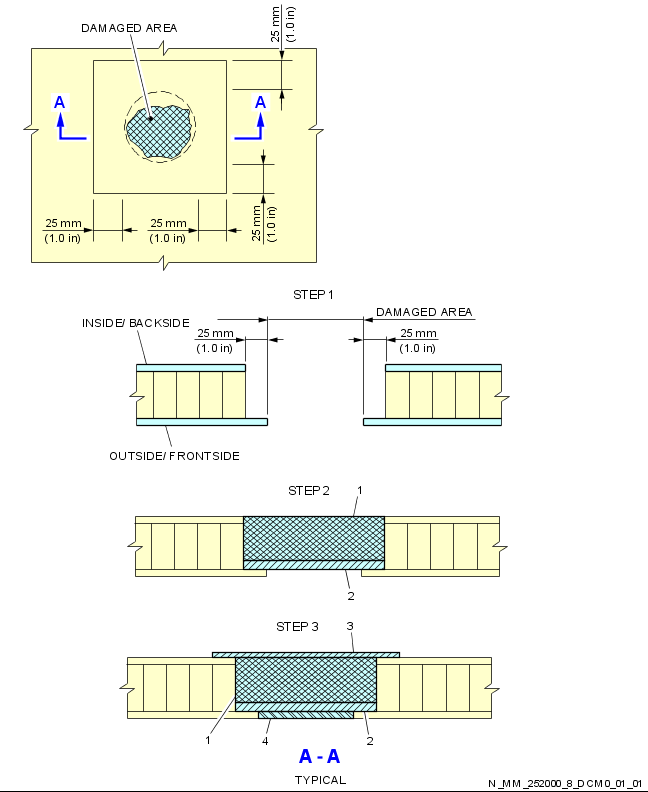 DAMAGED AREA
25 mm
(1.0 in)
A
A
25 mm
(1.0 in)
25 mm
(1.0 in)
25 mm
(1.0 in)
STEP 1
INSIDE/ BACKSIDE
DAMAGED AREA
25 mm
(1.0 in)
25 mm
(1.0 in)
OUTSIDE/ FRONTSIDE
STEP 2
1
2
STEP 3
3
1
4
2
A - A
TYPICAL
N_MM_252000_8_DCM0_01_01